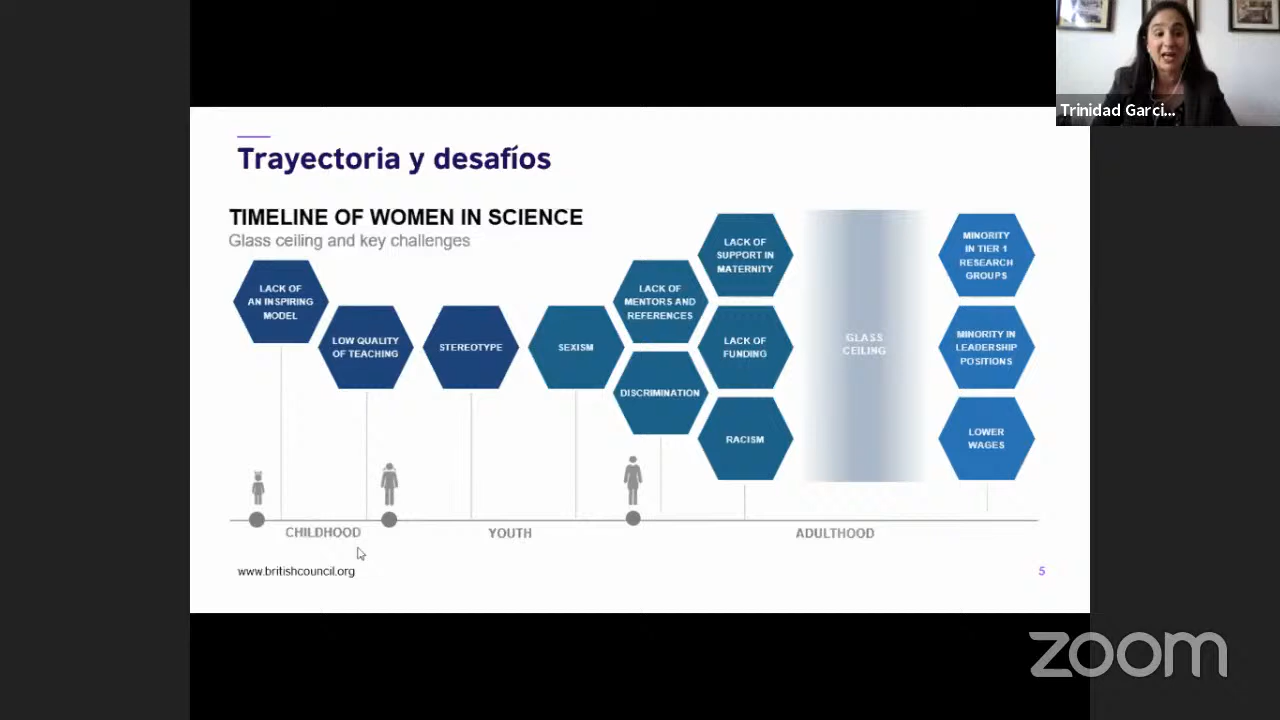 Trinidad Garci...
Trayectoria y desafíos
TIMELINE OF WOMEN IN SCIENCE
Glass ceiling and key challenges
LACK OF
AN INSPIRING
MODEL
LOW QUALITY
OF TEACHING
STEREOTYPE
SEXISM
LACK OF
MENTORS AND
REFERENCES
DISCRIMINATION
LACK OF
SUPPORT IN
MATERNITY
LACK OF
FUNDING
RACISM
GLASS
CEILING
MINORITY
IN TIER 1
RESEARCH
GROUPS
MINORITY IN
LEADERSHIP
POSITIONS
LOWER
WAGES
CHILDHOOD
YOUTH
ADULTHOOD
www.britishcouncil.org
5
zoom